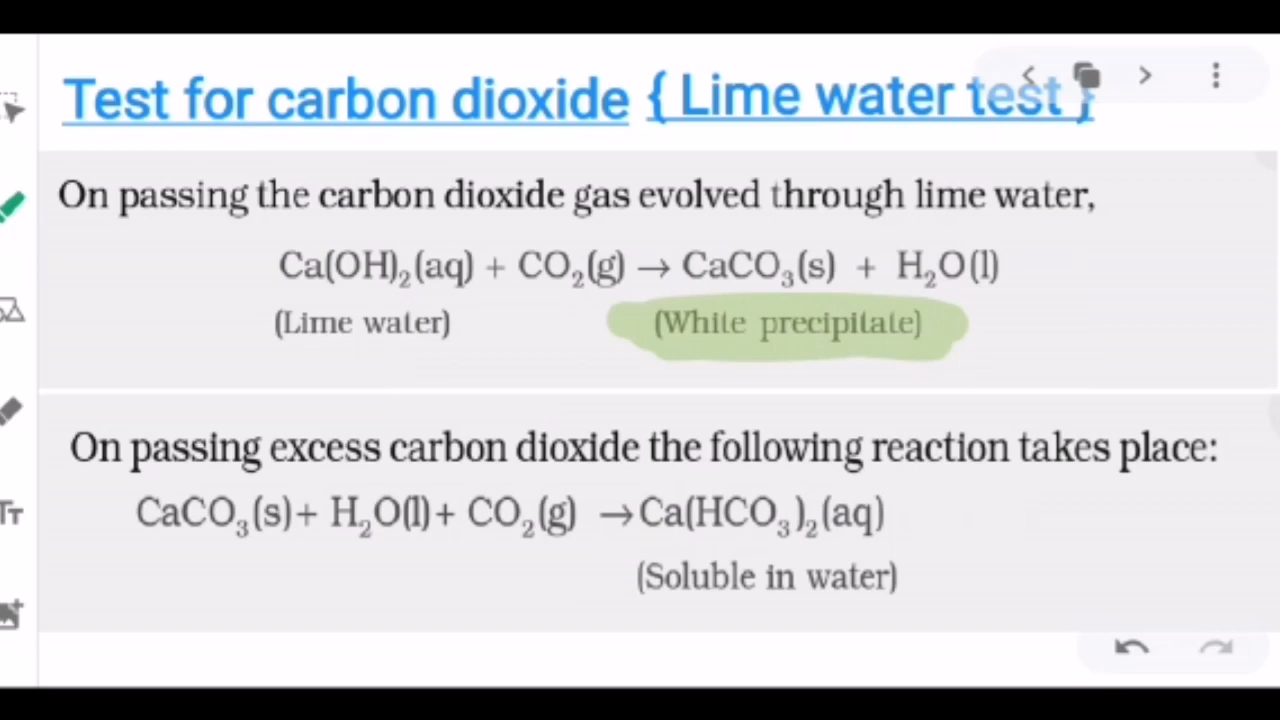 Test for carbon dioxide { Lime water test }
On passing the carbon dioxide gas evolved through lime water,
Ca(OH)₂(aq) + CO₂(g) → CaCO₃(s) + H₂O(l)
(Lime water) (White precipitate)
On passing excess carbon dioxide the following reaction takes place:
CaCO₃(s)+ H₂O(l)+ CO₂(g) → Ca(HCO₃)₂(aq)
(Soluble in water)
Tт